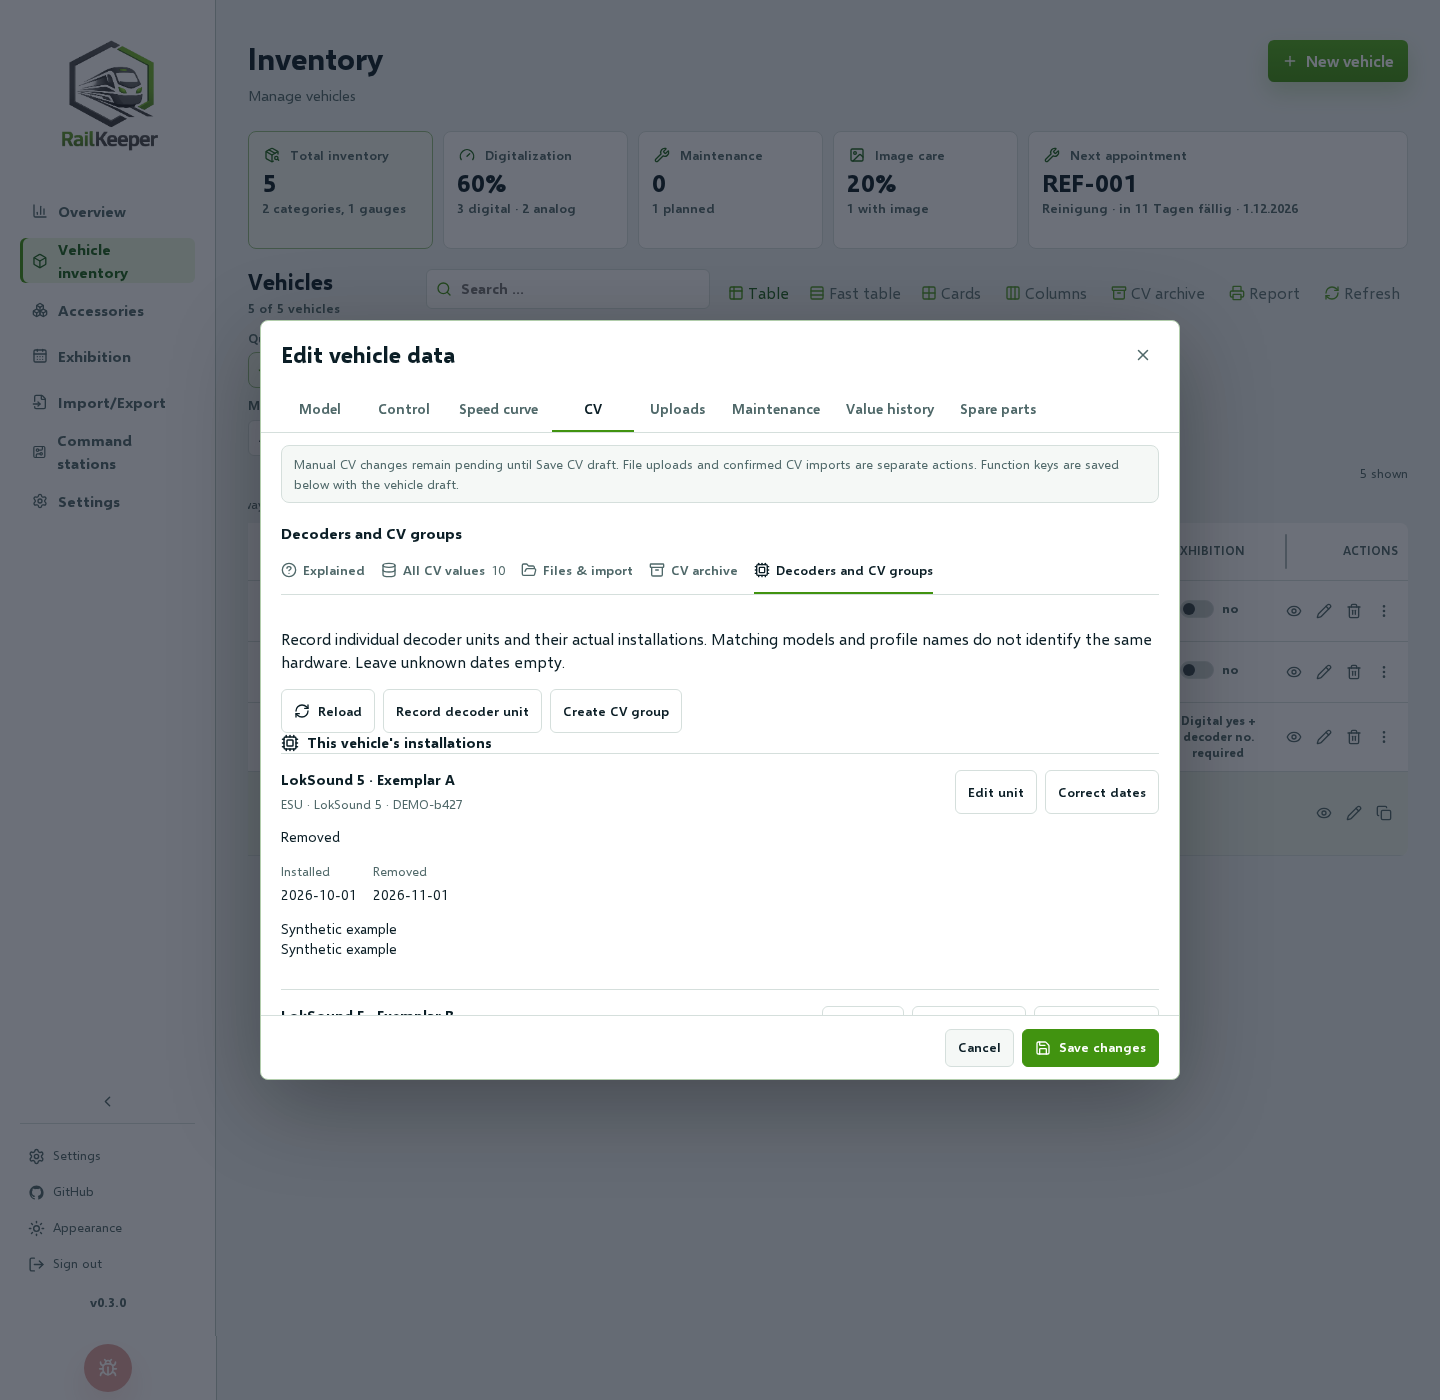 RailKeeper
Overview
Vehicle
inventory
Accessories
Exhibition
Import/Export
Command
stations
Settings
Settings
GitHub
Appearance
Sign out
v0.3.0
Inventory
Manage vehicles
New vehicle
Total inventory
5
2 categories, 1 gauges
Digitalization
60%
3 digital · 2 analog
Maintenance
0
1 planned
Image care
20%
1 with image
Next appointment
REF-001
Reinigung · in 11 Tagen fällig · 1.12.2026
Vehicles
5 of 5 vehicles
Search ...
Table
Fast table
Cards
Columns
CV archive
Report
Refresh
5 shown
ACTIONS
no
no
Digital yes +
decoder no.
required
Edit vehicle data
Model
Control
Speed curve
CV
Uploads
Maintenance
Value history
Spare parts
Manual CV changes remain pending until Save CV draft. File uploads and confirmed CV imports are separate actions. Function keys are saved
below with the vehicle draft.
Decoders and CV groups
Explained
All CV values 10
Files & import
CV archive
Decoders and CV groups
Record individual decoder units and their actual installations. Matching models and profile names do not identify the same
hardware. Leave unknown dates empty.
Reload
Record decoder unit
Create CV group
This vehicle's installations
LokSound 5 · Exemplar A
ESU · LokSound 5 · DEMO-b427
Edit unit
Correct dates
Removed
Installed
2026-10-01
Removed
2026-11-01
Synthetic example
Synthetic example
LokSound 5 · Exemplar B
Cancel
Save changes